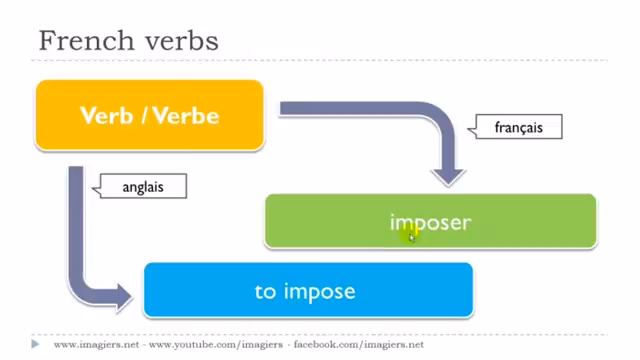 French verbs
Verb / Verbe
français
anglais
imposer
to impose
www.imagiers.net - www.youtube.com/imagiers - facebook.com/imagiers.net